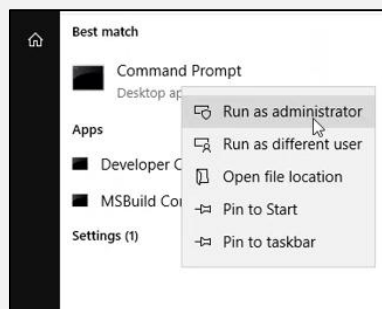 Best match
Command Prompt
Desktop ap
Run as administrator
Apps
Run as different user
Developer C
Open file location
MSBuild Co
Pin to Start
Settings (1)
Pin to taskbar